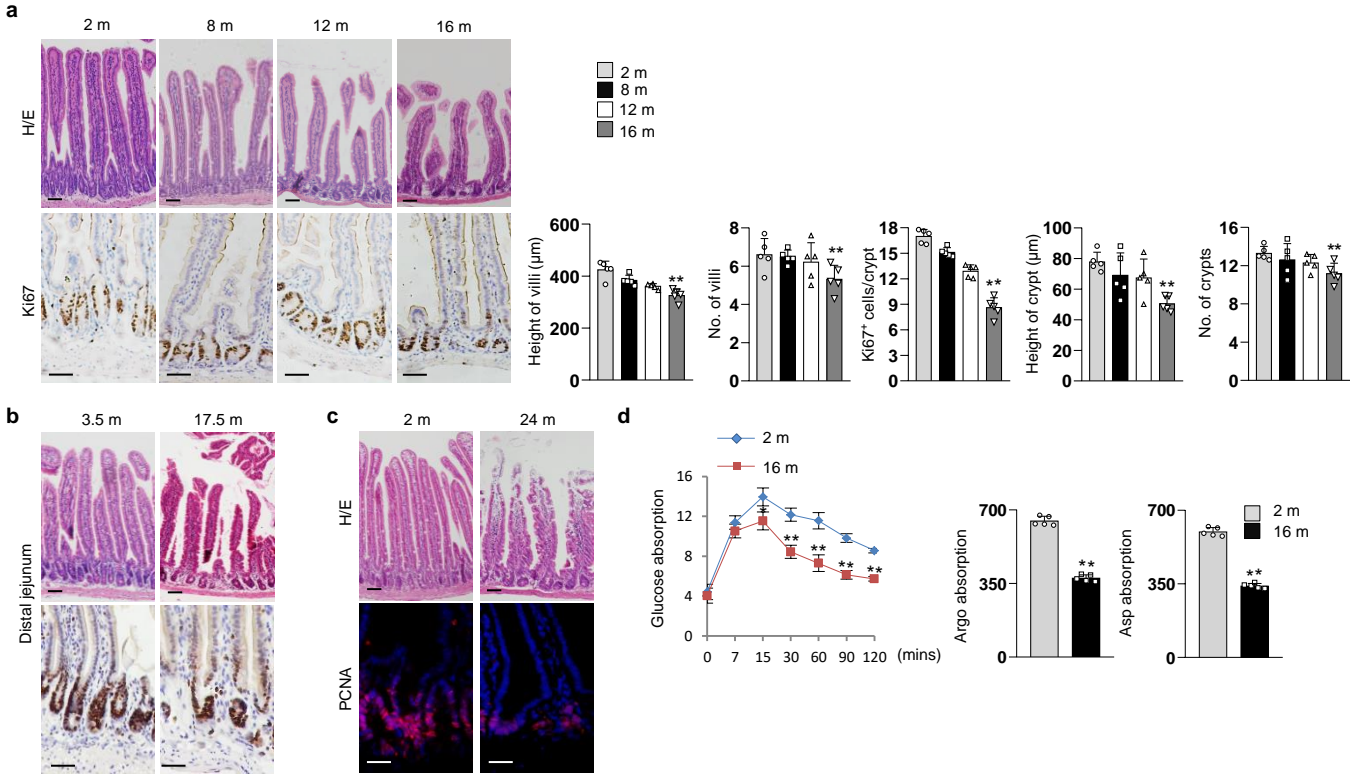 a
2 m 8 m 12 m 16 m
H/E
Ki67
2 m
8 m
12 m
16 m
Height of villi (µm)
600
400
200
0
**
No. of villi
8
6
4
2
0
**
Ki67+ cells/crypt
18
15
12
9
6
3
0
**
Height of crypt (µm)
100
80
60
40
20
0
**
No. of crypts
16
12
8
4
0
**
b
3.5 m 17.5 m
Distal jejunum
c
2 m 24 m
H/E
PCNA
d
2 m
16 m
Glucose absorption
16
12
8
4
0
*
** ** ** **
0 7 15 30 60 90 120 (mins)
Argo absorption
700
350
0
**
Asp absorption
700
350
0
**
2 m
16 m